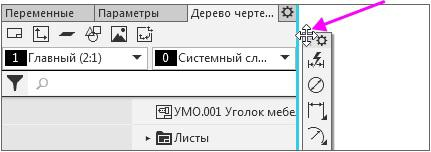 Переменные Параметры Дерево черте...
1 Главный (2:1) 0 Системный сл...
УМО.001 Уголок мебе
Листы